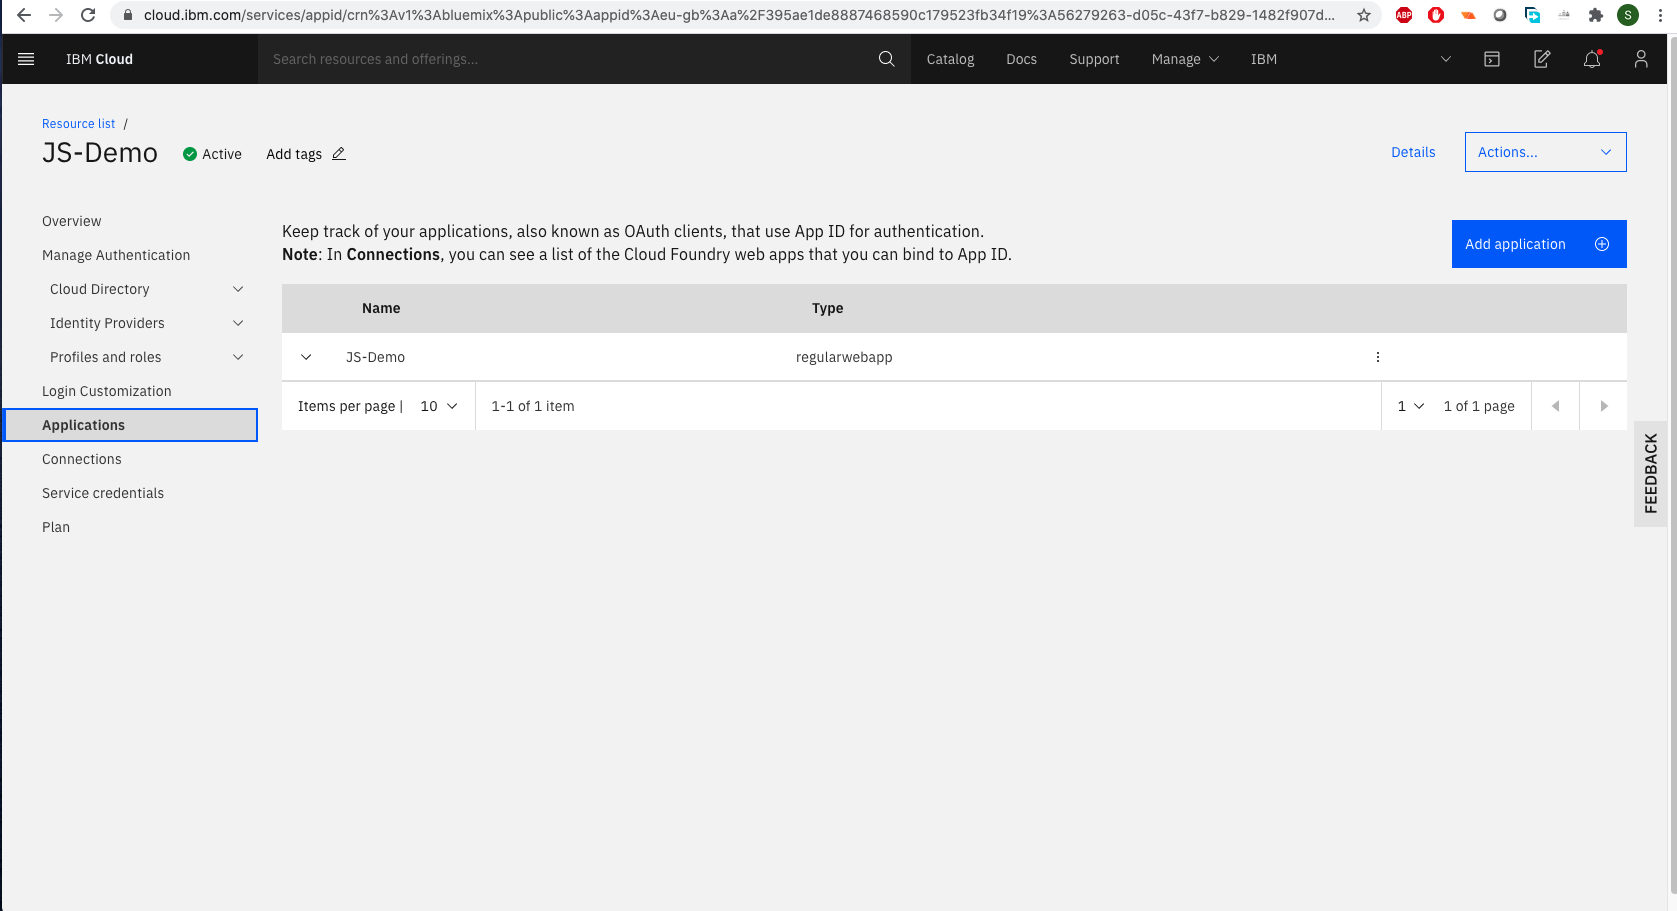 cloud.ibm.com/services/appid/crn%3Av1%3Abluemix%3Apublic%3Aappid%3Aeu-gb%3Aa%2F395ae1de8887468590c179523fb34f19%3A56279263-d05c-43f7-b829-1482f907d...
ABP
S
IBM Cloud
Search resources and offerings...
Catalog
Docs
Support
Manage
IBM
Resource list /
JS-Demo
Active
Add tags
Details
Actions...
Overview
Manage Authentication
Cloud Directory
Identity Providers
Profiles and roles
Login Customization
Applications
Connections
Service credentials
Plan
Keep track of your applications, also known as OAuth clients, that use App ID for authentication.
Note: In Connections, you can see a list of the Cloud Foundry web apps that you can bind to App ID.
Add application
Name
Type
JS-Demo
regularwebapp
Items per page |
10
1-1 of 1 item
1
1 of 1 page
FEEDBACK